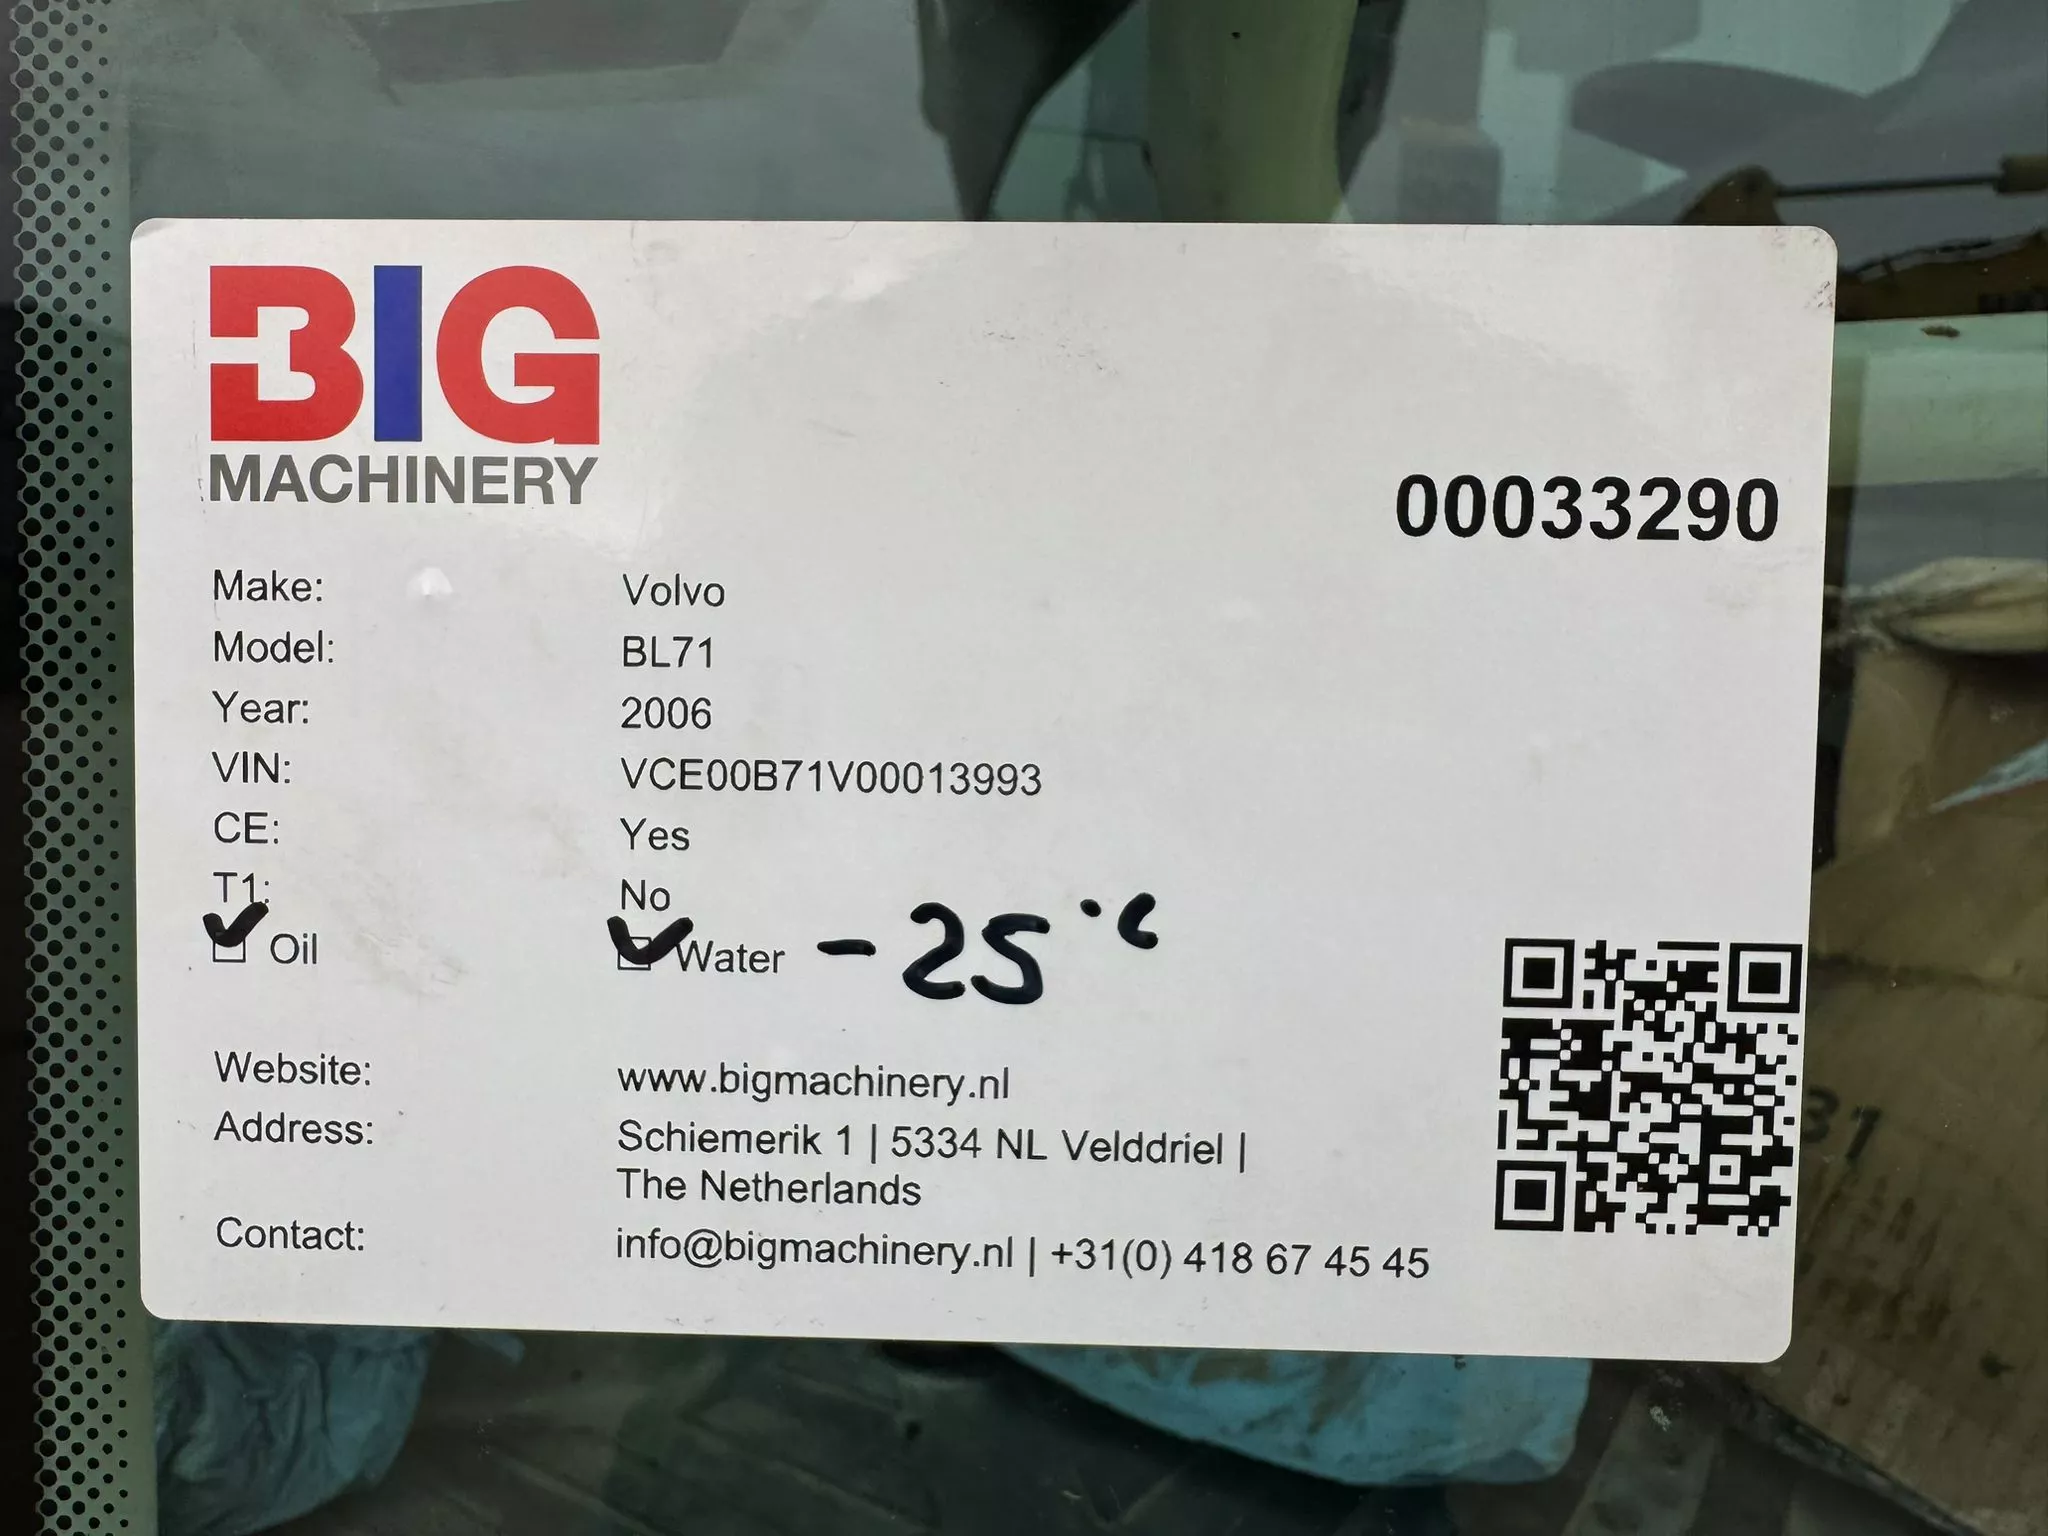 BIG
MACHINERY
00033290
Make: Volvo
Model: BL71
Year: 2006
VIN: VCE00B71V00013993
CE: Yes
T1: No
Oil Water -25°C
Website: www.bigmachinery.nl
Address: Schiemerik 1 | 5334 NL Velddriel |
The Netherlands
Contact: info@bigmachinery.nl | +31(0) 418 67 45 45